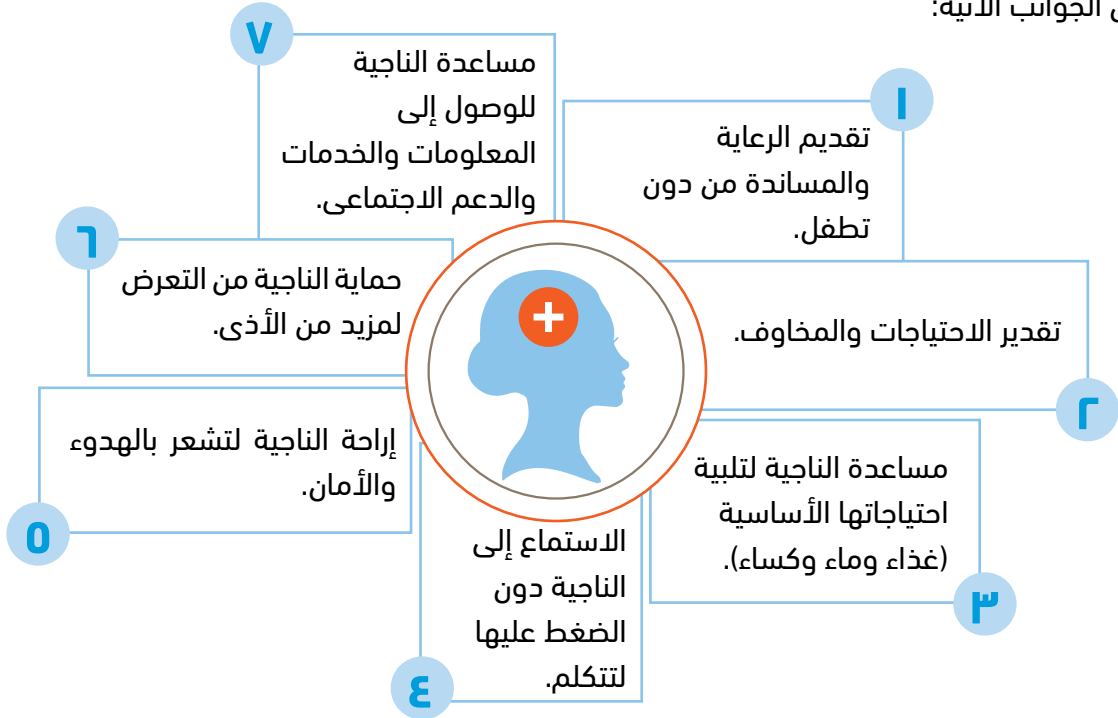 الجوانب الآتية:
١
تقديم الرعاية
والمساندة من دون
تطفل.
٢
تقدير الاحتياجات والمخاوف.
٣
مساعدة الناجية لتلبية
احتياجاتها الأساسية
(غذاء وماء وكساء).
٤
الاستماع إلى
الناجية دون
الضغط عليها
لتتكلم.
٥
إراحة الناجية لتشعر بالهدوء
والأمان.
٦
حماية الناجية من التعرض
لمزيد من الأذى.
٧
مساعدة الناجية
للوصول إلى
المعلومات والخدمات
والدعم الاجتماعي.